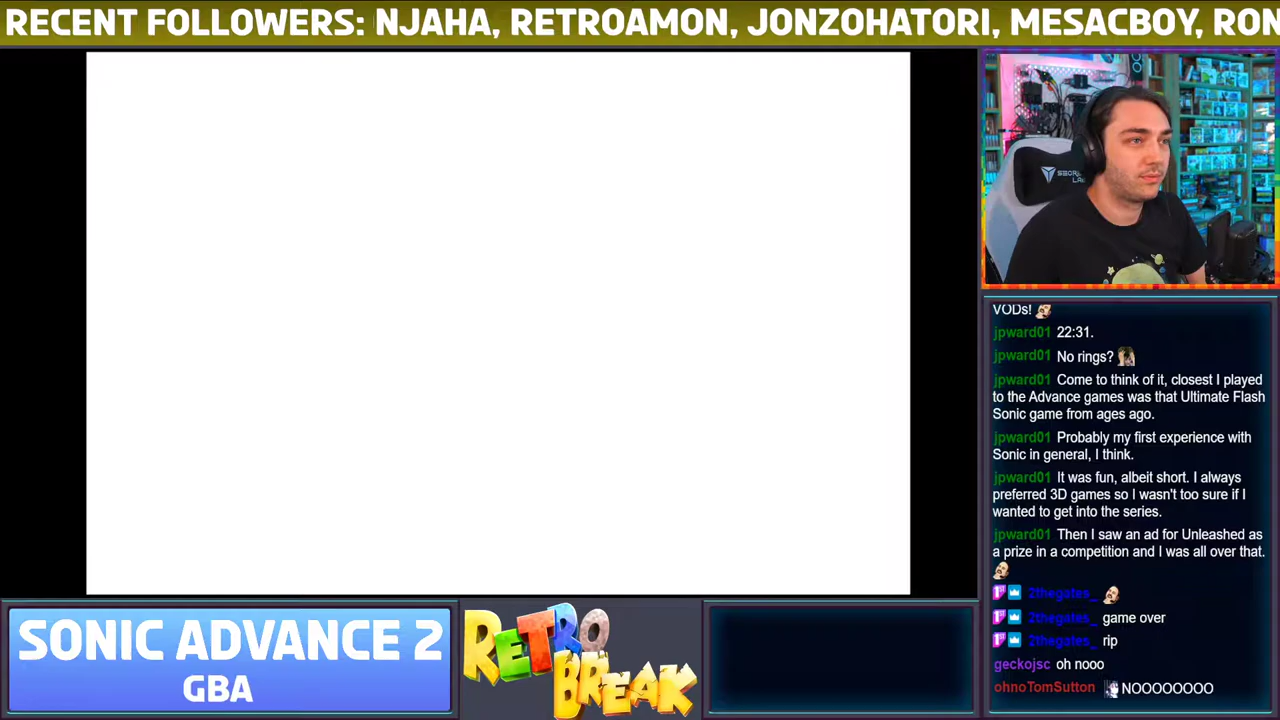 RECENT FOLLOWERS: NJAHA, RETROAMON, JONZOHATORI, MESACBOY, RON
VODs!
jpward01 22:31.
jpward01 No rings?
jpward01 Come to think of it, closest I played
to the Advance games was that Ultimate Flash
Sonic game from ages ago.
jpward01 Probably my first experience with
Sonic in general, I think.
jpward01 It was fun, albeit short. I always
preferred 3D games so I wasn't too sure if I
wanted to get into the series.
jpward01 Then I saw an ad for Unleashed as
a prize in a competition and I was all over that.
2thegates_
2thegates_ game over
2thegates_ rip
geckojsc oh nooo
ohnoTomSutton NOOOOOOOO
SONIC ADVANCE 2
GBA
RETRO
BREAK